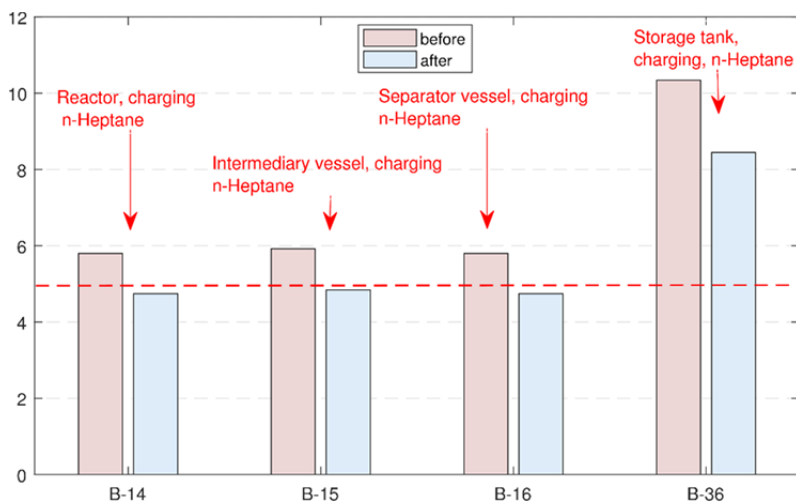 12
10
8
6
4
2
0
before
after
Reactor, charging
n-Heptane
Intermediary vessel, charging
n-Heptane
Separator vessel, charging
n-Heptane
Storage tank,
charging, n-Heptane
B-14
B-15
B-16
B-36